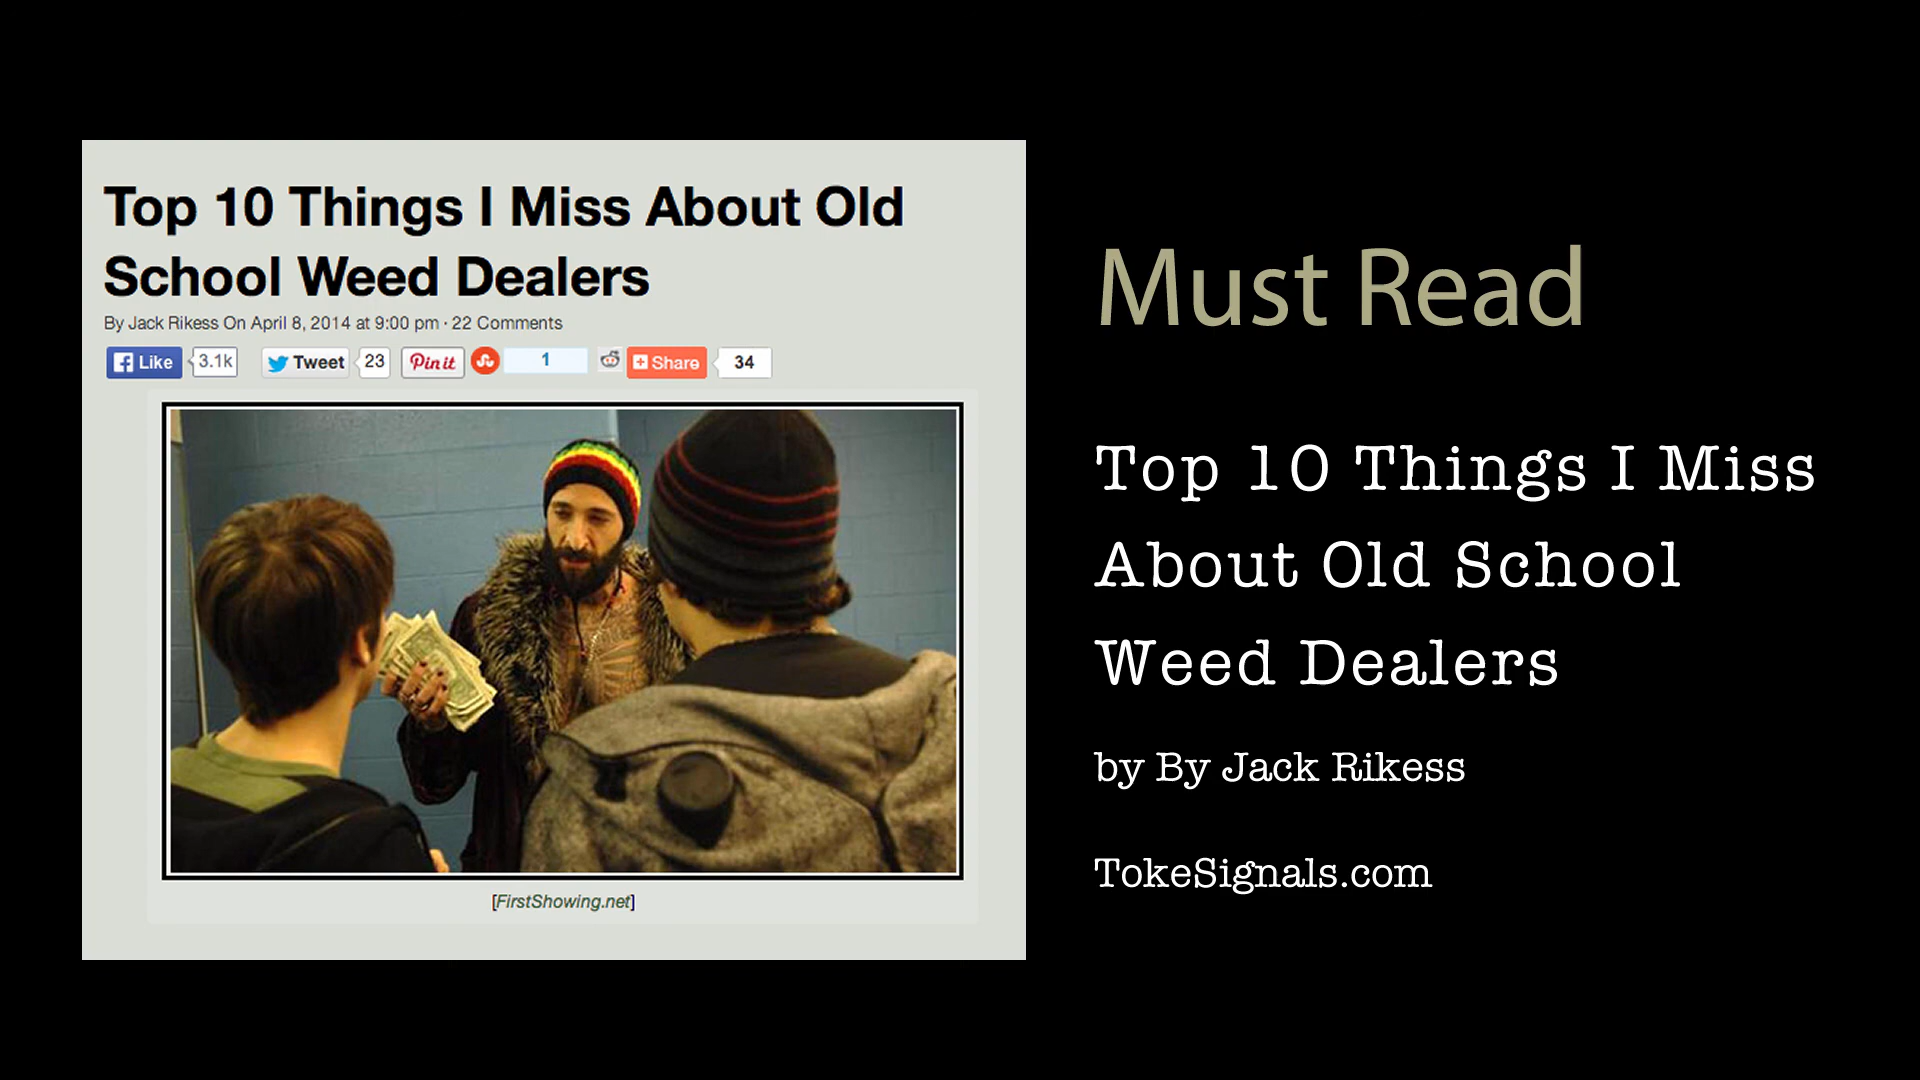 Top 10 Things I Miss About Old
School Weed Dealers
By Jack Rikess On April 8, 2014 at 9:00 pm · 22 Comments
Like 3.1k Tweet 23 Pin it 1 Share 34
[FirstShowing.net]
Must Read
Top 10 Things I Miss
About Old School
Weed Dealers
by By Jack Rikess
TokeSignals.com